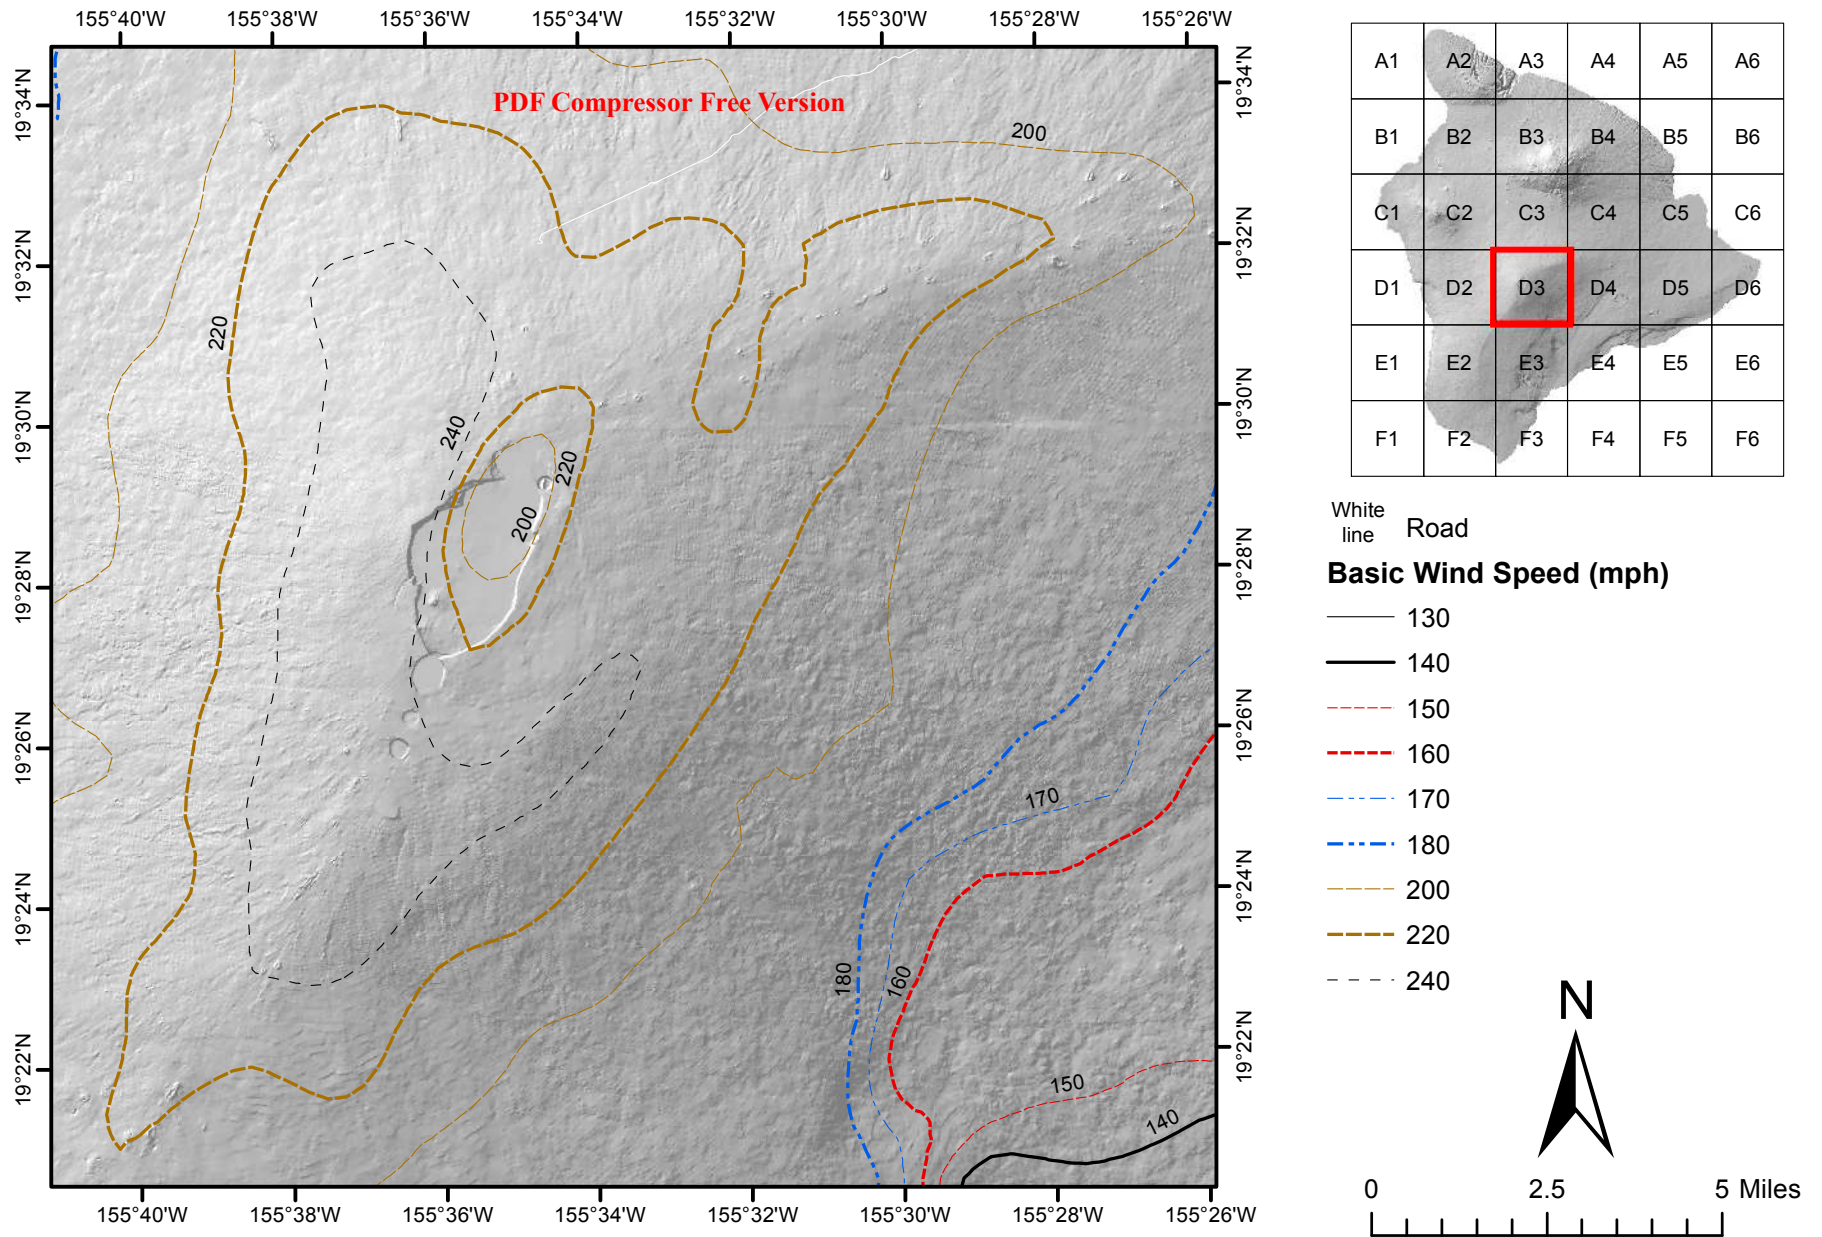 155°40'W 155°38'W 155°36'W 155°34'W 155°32'W 155°30'W 155°28'W 155°26'W
19°34'N
19°32'N
19°30'N
19°28'N
19°26'N
19°24'N
19°22'N
PDF Compressor Free Version
200
220
240
220
200
170
180
160
150
140
19°34'N
19°32'N
19°30'N
19°28'N
19°26'N
19°24'N
19°22'N
155°40'W 155°38'W 155°36'W 155°34'W 155°32'W 155°30'W 155°28'W 155°26'W
A1 A2 A3 A4 A5 A6
B1 B2 B3 B4 B5 B6
C1 C2 C3 C4 C5 C6
D1 D2 D3 D4 D5 D6
E1 E2 E3 E4 E5 E6
F1 F2 F3 F4 F5 F6
White
line Road
Basic Wind Speed (mph)
130
140
150
160
170
180
200
220
240
N
0 2.5 5 Miles